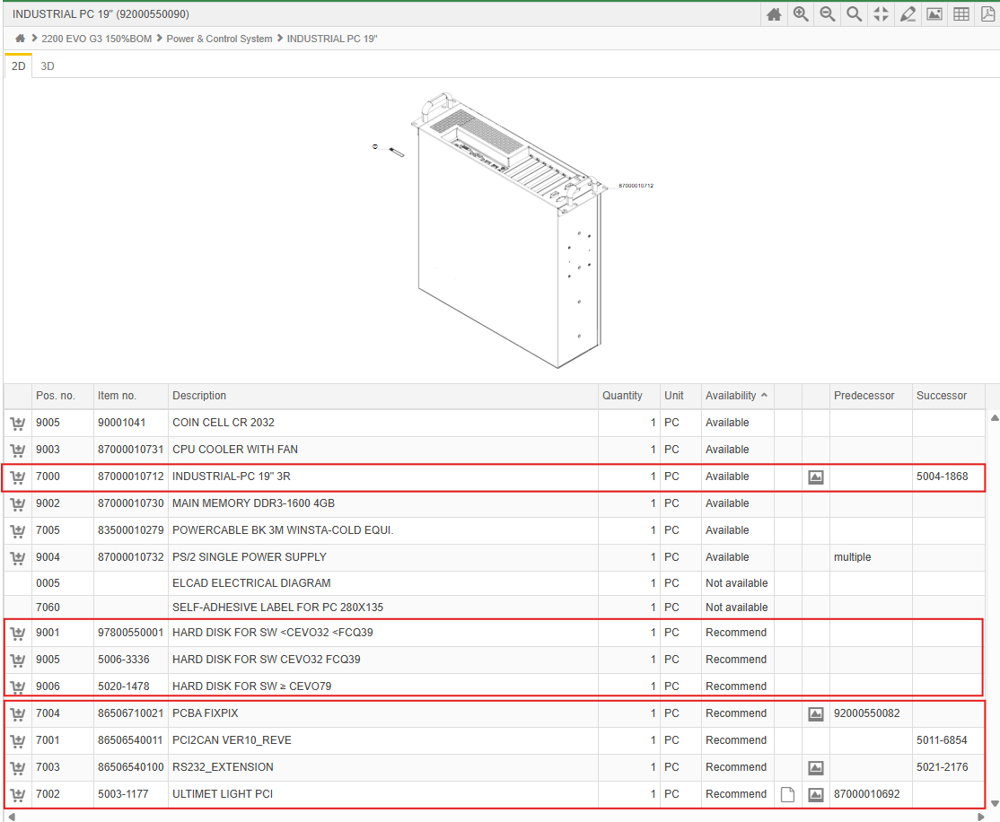 INDUSTRIAL PC 19" (92000550090)
2200 EVO G3 150%BOM > Power & Control System > INDUSTRIAL PC 19"
2D 3D
87000010712
Pos. no. Item no. Description Quantity Unit Availability Predecessor Successor
9005 90001041 COIN CELL CR 2032 1 PC Available
9003 87000010731 CPU COOLER WITH FAN 1 PC Available
7000 87000010712 INDUSTRIAL-PC 19" 3R 1 PC Available 5004-1868
9002 87000010730 MAIN MEMORY DDR3-1600 4GB 1 PC Available
7005 83500010279 POWERCABLE BK 3M WINSTA-COLD EQUI. 1 PC Available
9004 87000010732 PS/2 SINGLE POWER SUPPLY 1 PC Available multiple
0005 ELCAD ELECTRICAL DIAGRAM 1 PC Not available
7060 SELF-ADHESIVE LABEL FOR PC 280X135 1 PC Not available
9001 97800550001 HARD DISK FOR SW <CEVO32 <FCQ39 1 PC Recommend
9005 5006-3336 HARD DISK FOR SW CEVO32 FCQ39 1 PC Recommend
9006 5020-1478 HARD DISK FOR SW ≥ CEVO79 1 PC Recommend
7004 86506710021 PCBA FIXPIX 1 PC Recommend 92000550082
7001 86506540011 PCI2CAN VER10_REVE 1 PC Recommend 5011-6854
7003 86506540100 RS232_EXTENSION 1 PC Recommend 5021-2176
7002 5003-1177 ULTIMET LIGHT PCI 1 PC Recommend 87000010692